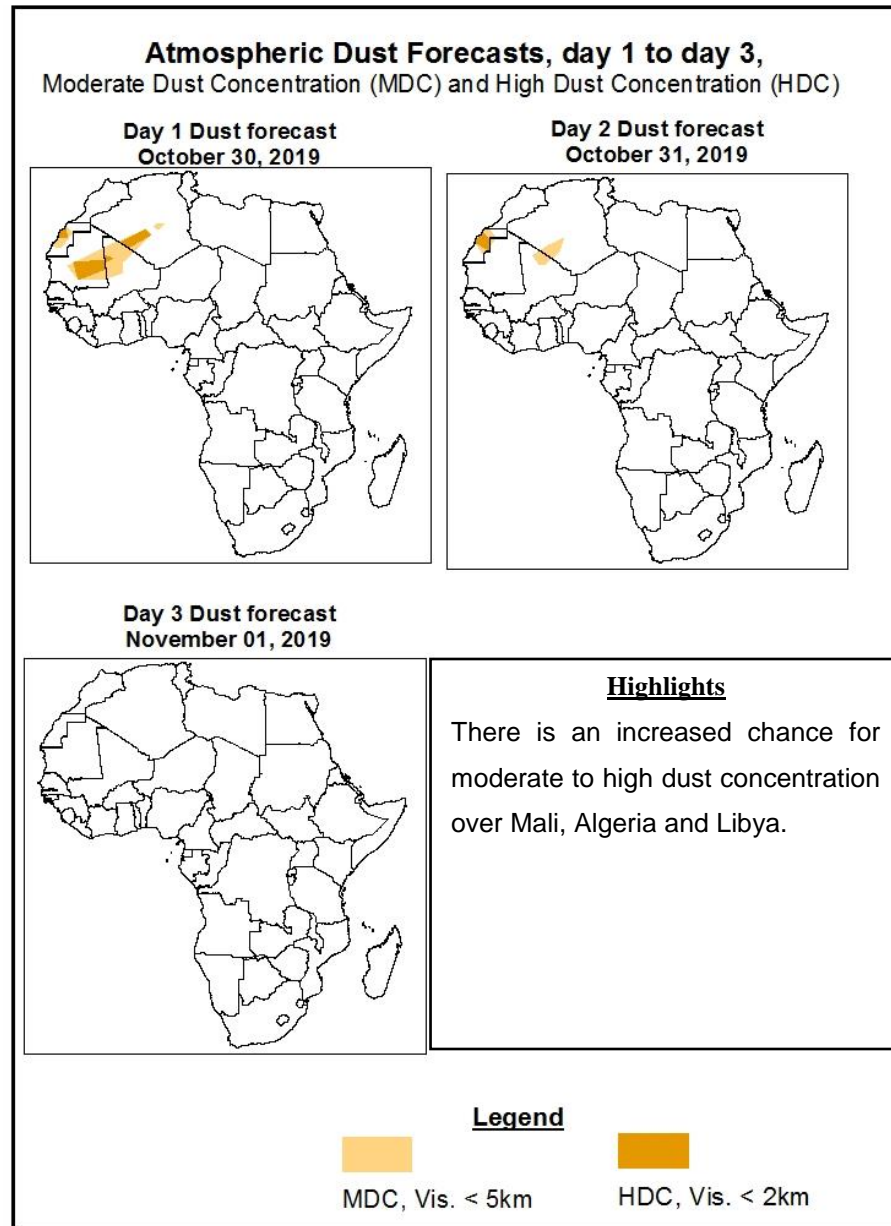 Atmospheric Dust Forecasts, day 1 to day 3,
Moderate Dust Concentration (MDC) and High Dust Concentration (HDC)
Day 1 Dust forecast
October 30, 2019
Day 2 Dust forecast
October 31, 2019
Day 3 Dust forecast
November 01, 2019
Highlights
There is an increased chance for
moderate to high dust concentration
over Mali, Algeria and Libya.
Legend
MDC, Vis. < 5km
HDC, Vis. < 2km